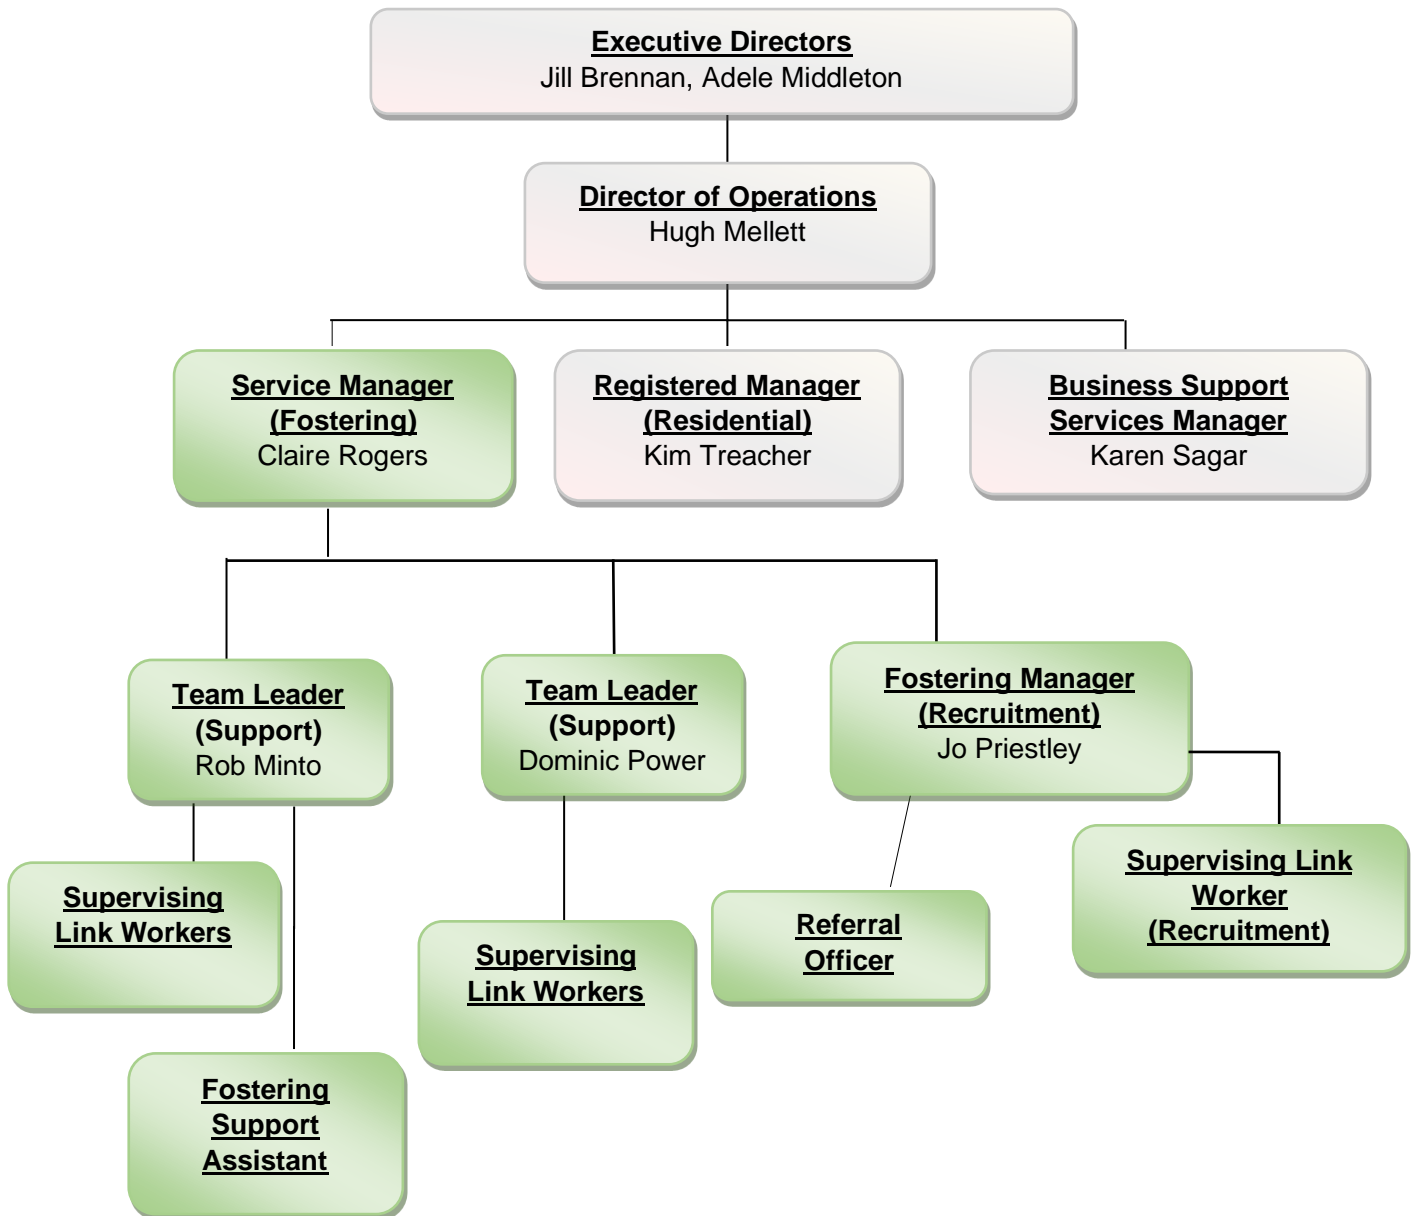 Executive Directors
Jill Brennan, Adele Middleton
Director of Operations
Hugh Mellett
Service Manager
(Fostering)
Claire Rogers
Registered Manager
(Residential)
Kim Treacher
Business Support
Services Manager
Karen Sagar
Team Leader
(Support)
Rob Minto
Team Leader
(Support)
Dominic Power
Fostering Manager
(Recruitment)
Jo Priestley
Supervising
Link Workers
Supervising
Link Workers
Referral
Officer
Supervising Link
Worker
(Recruitment)
Fostering
Support
Assistant